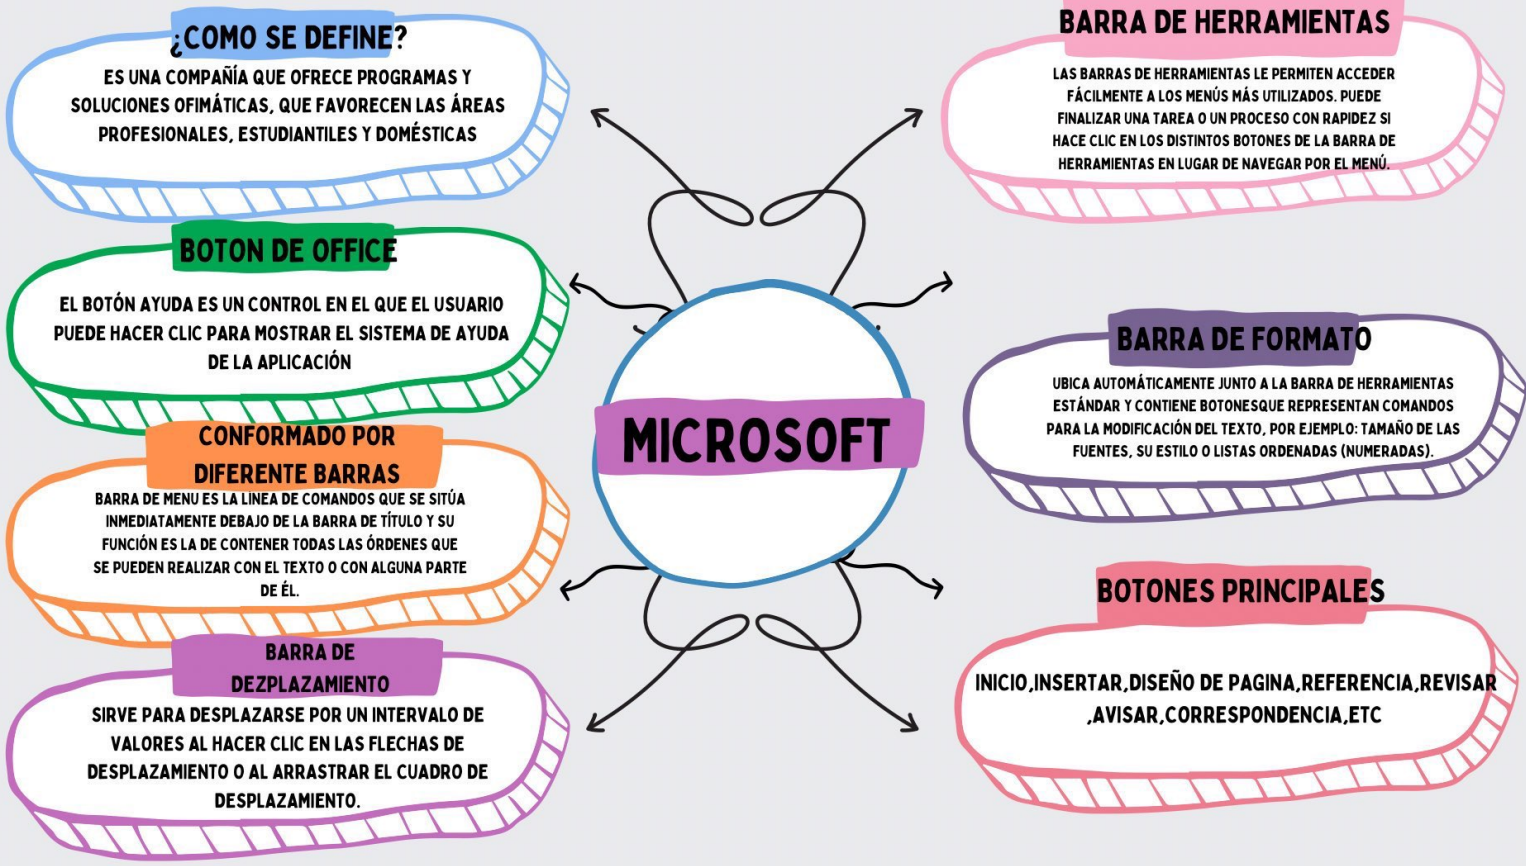 ¿COMO SE DEFINE?
ES UNA COMPAÑÍA QUE OFRECE PROGRAMAS Y
SOLUCIONES OFIMÁTICAS, QUE FAVORECEN LAS ÁREAS
PROFESIONALES, ESTUDIANTILES Y DOMÉSTICAS
BOTON DE OFFICE
EL BOTÓN AYUDA ES UN CONTROL EN EL QUE EL USUARIO
PUEDE HACER CLIC PARA MOSTRAR EL SISTEMA DE AYUDA
DE LA APLICACIÓN
CONFORMADO POR
DIFERENTE BARRAS
BARRA DE MENU ES LA LÍNEA DE COMANDOS QUE SE SITÚA
INMEDIATAMENTE DEBAJO DE LA BARRA DE TÍTULO Y SU
FUNCIÓN ES LA DE CONTENER TODAS LAS ÓRDENES QUE
SE PUEDEN REALIZAR CON EL TEXTO O CON ALGUNA PARTE
DE ÉL.
BARRA DE
DEZPLAZAMIENTO
SIRVE PARA DESPLAZARSE POR UN INTERVALO DE
VALORES AL HACER CLIC EN LAS FLECHAS DE
DESPLAZAMIENTO O AL ARRASTRAR EL CUADRO DE
DESPLAZAMIENTO.
MICROSOFT
BARRA DE HERRAMIENTAS
LAS BARRAS DE HERRAMIENTAS LE PERMITEN ACCEDER
FÁCILMENTE A LOS MENÚS MÁS UTILIZADOS. PUEDE
FINALIZAR UNA TAREA O UN PROCESO CON RAPIDEZ SI
HACE CLIC EN LOS DISTINTOS BOTONES DE LA BARRA DE
HERRAMIENTAS EN LUGAR DE NAVEGAR POR EL MENÚ.
BARRA DE FORMATO
UBICA AUTOMÁTICAMENTE JUNTO A LA BARRA DE HERRAMIENTAS
ESTÁNDAR Y CONTIENE BOTONESQUE REPRESENTAN COMANDOS
PARA LA MODIFICACIÓN DEL TEXTO, POR EJEMPLO: TAMAÑO DE LAS
FUENTES, SU ESTILO O LISTAS ORDENADAS (NUMERADAS).
BOTONES PRINCIPALES
INICIO,INSERTAR,DISEÑO DE PAGINA,REFERENCIA,REVISAR
,AVISAR,CORRESPONDENCIA,ETC